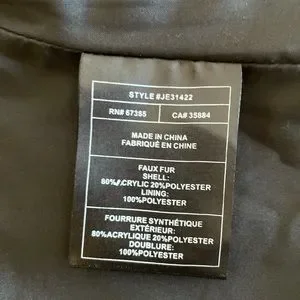 STYLE #JE31422
RN# 67385 CA# 35884
MADE IN CHINA
FABRIQUÉ EN CHINE
FAUX FUR
SHELL:
80%ACRYLIC 20%POLYESTER
LINING:
100%POLYESTER
FOURRURE SYNTHÉTIQUE
EXTÉRIEUR:
80%ACRYLIQUE 20%POLYESTER
DOUBLURE:
100%POLYESTER